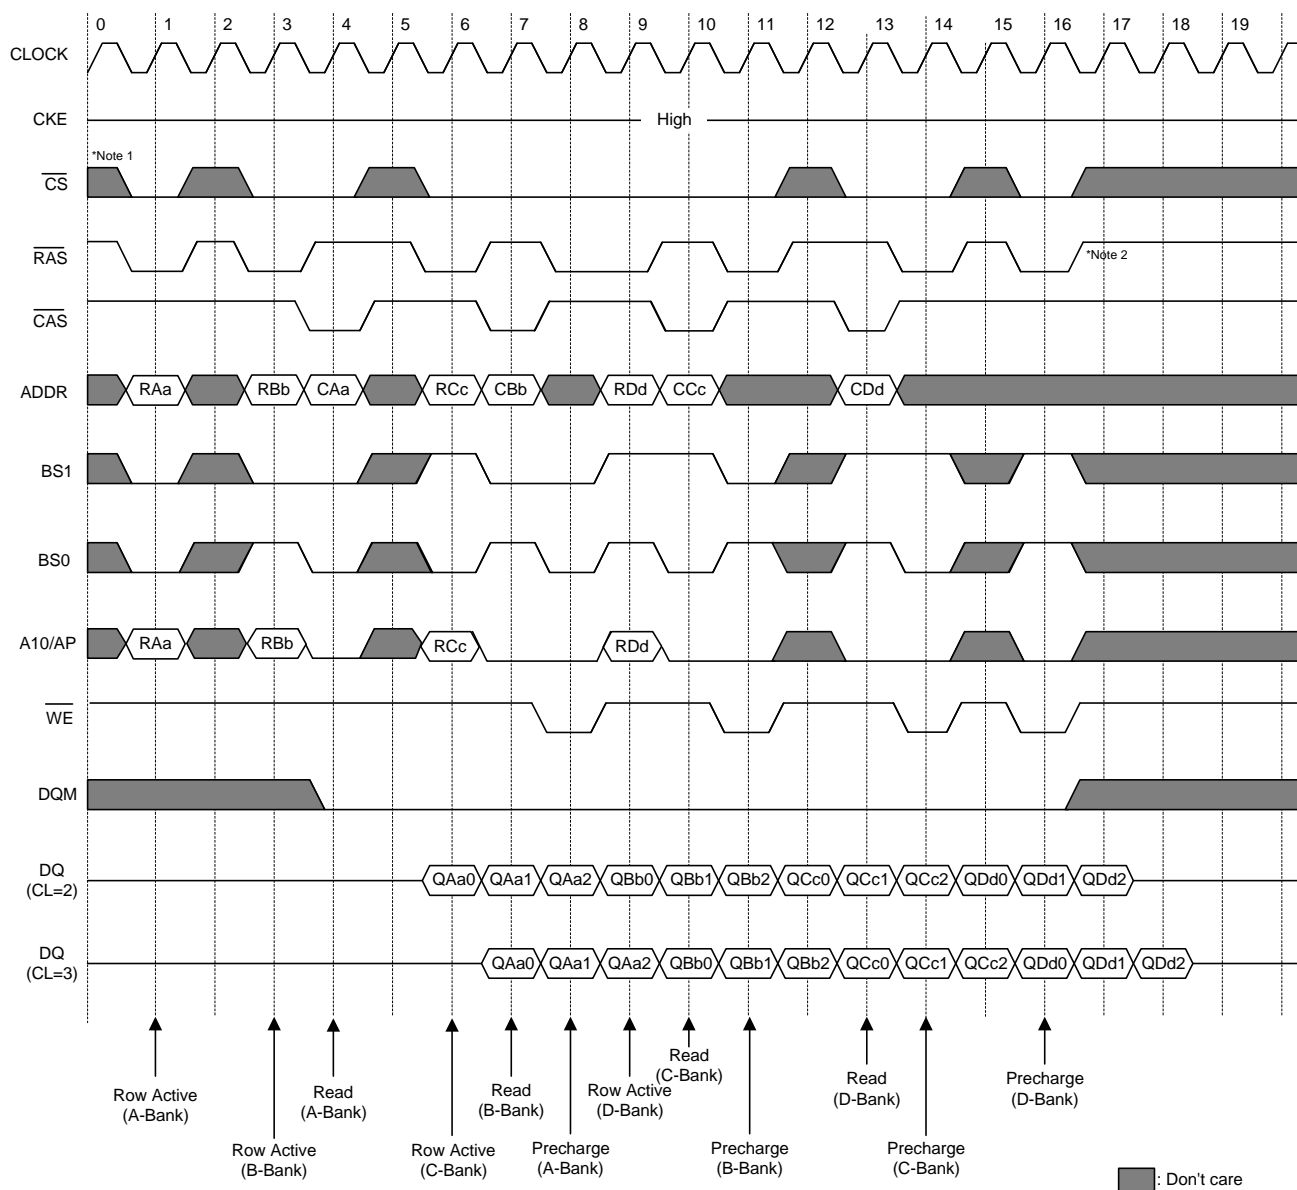 0 1 2 3 4 5 6 7 8 9 10 11 12 13 14 15 16 17 18 19
CLOCK
CKE
High
*Note 1
CS
RAS
*Note 2
CAS
ADDR
RAa RBb CAa RCc CBb RDd CCc CDd
BS1
BS0
A10/AP
RAa RBb RCc RDd
WE
DQM
DQ
(CL=2)
QAa0 QAa1 QAa2 QBb0 QBb1 QBb2 QCc0 QCc1 QCc2 QDd0 QDd1 QDd2
DQ
(CL=3)
QAa0 QAa1 QAa2 QBb0 QBb1 QBb2 QCc0 QCc1 QCc2 QDd0 QDd1 QDd2
Row Active
(A-Bank)
Row Active
(B-Bank)
Read
(A-Bank)
Row Active
(C-Bank)
Read
(B-Bank)
Precharge
(A-Bank)
Row Active
(D-Bank)
Read
(C-Bank)
Precharge
(B-Bank)
Read
(D-Bank)
Precharge
(C-Bank)
Precharge
(D-Bank)
: Don't care